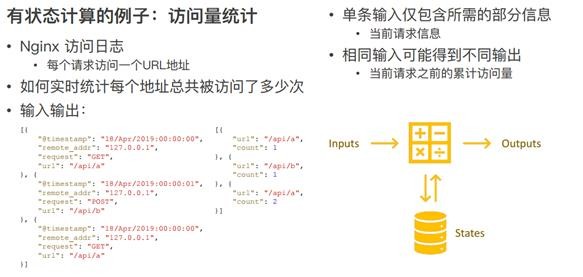 有状态计算的例子：访问量统计
• Nginx 访问日志
• 每个请求访问一个URL地址
• 如何实时统计每个地址总共被访问了多少次
• 输入输出：
[{
"@timestamp": "18/Apr/2019:00:00:00",
"remote_addr": "127.0.0.1",
"request": "GET",
"url": "/api/a"
}, {
"@timestamp": "18/Apr/2019:00:00:01",
"remote_addr": "127.0.0.1",
"request": "POST",
"url": "/api/b"
}, {
"@timestamp": "18/Apr/2019:00:00:00",
"remote_addr": "127.0.0.1",
"request": "GET",
"url": "/api/a"
}]
[{
"url": "/api/a",
"count": 1
}, {
"url": "/api/b",
"count": 1
}, {
"url": "/api/a",
"count": 2
}]
• 单条输入仅包含所需的部分信息
• 当前请求信息
• 相同输入可能得到不同输出
• 当前请求之前的累计访问量
Inputs
Outputs
States